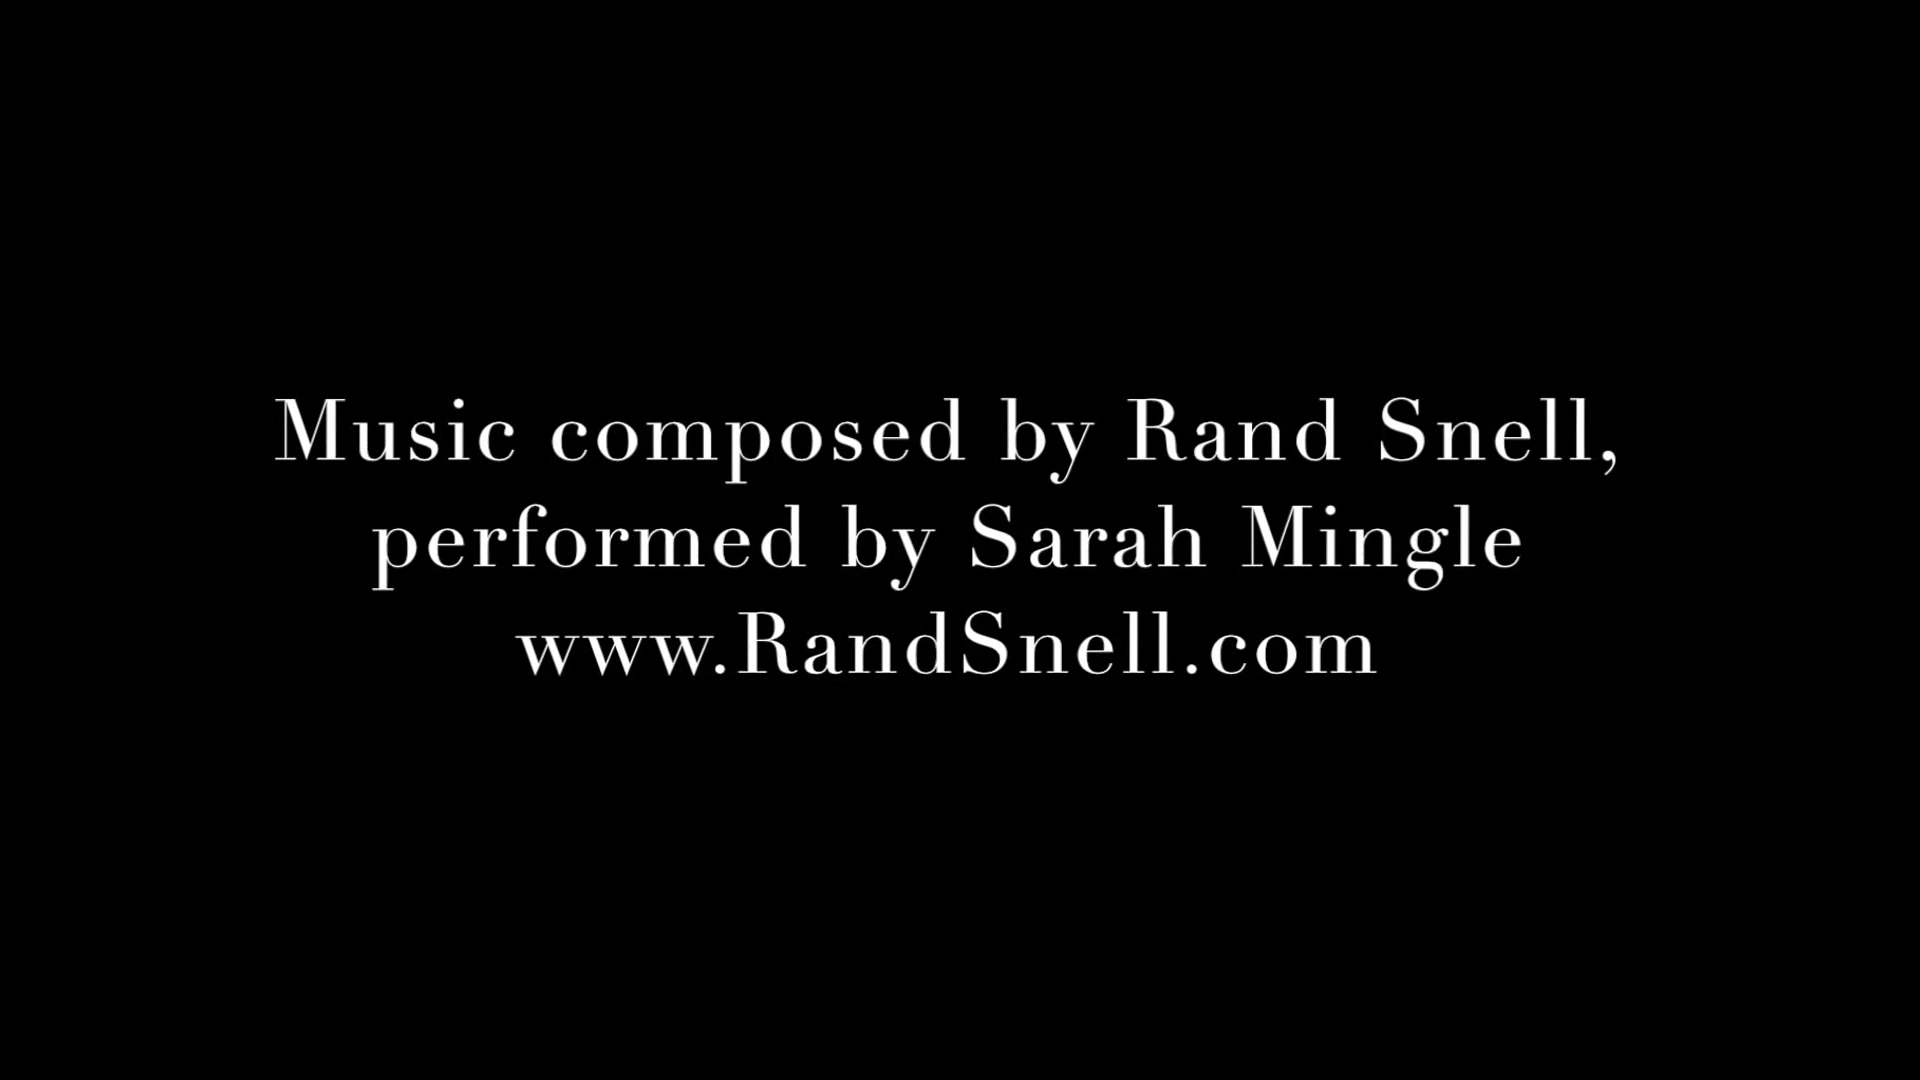 Music composed by Rand Snell,
performed by Sarah Mingle
www.RandSnell.com